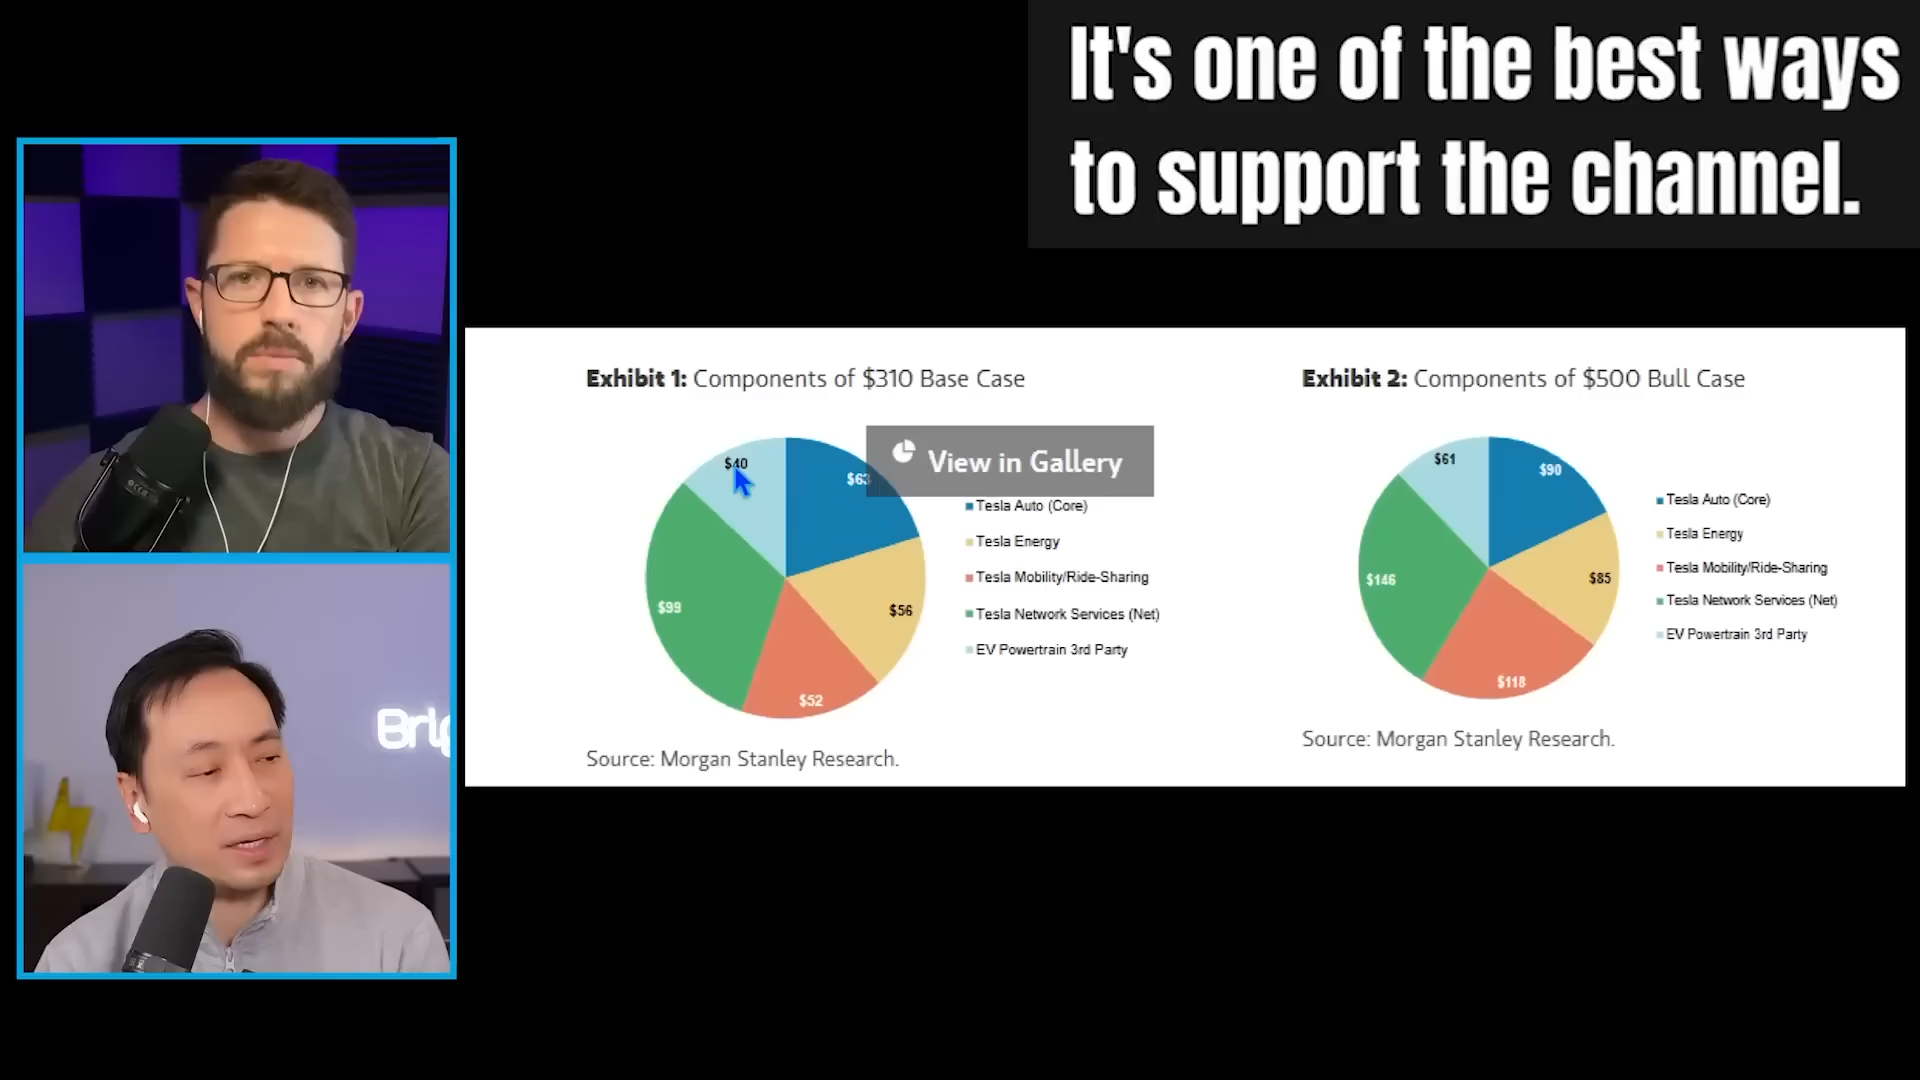 It's one of the best ways
to support the channel.
Exhibit 1: Components of $310 Base Case
$40
$63
$56
$52
$99
View in Gallery
Tesla Auto (Core)
Tesla Energy
Tesla Mobility/Ride-Sharing
Tesla Network Services (Net)
EV Powertrain 3rd Party
Source: Morgan Stanley Research.
Exhibit 2: Components of $500 Bull Case
$61
$90
$85
$118
$146
Tesla Auto (Core)
Tesla Energy
Tesla Mobility/Ride-Sharing
Tesla Network Services (Net)
EV Powertrain 3rd Party
Source: Morgan Stanley Research.